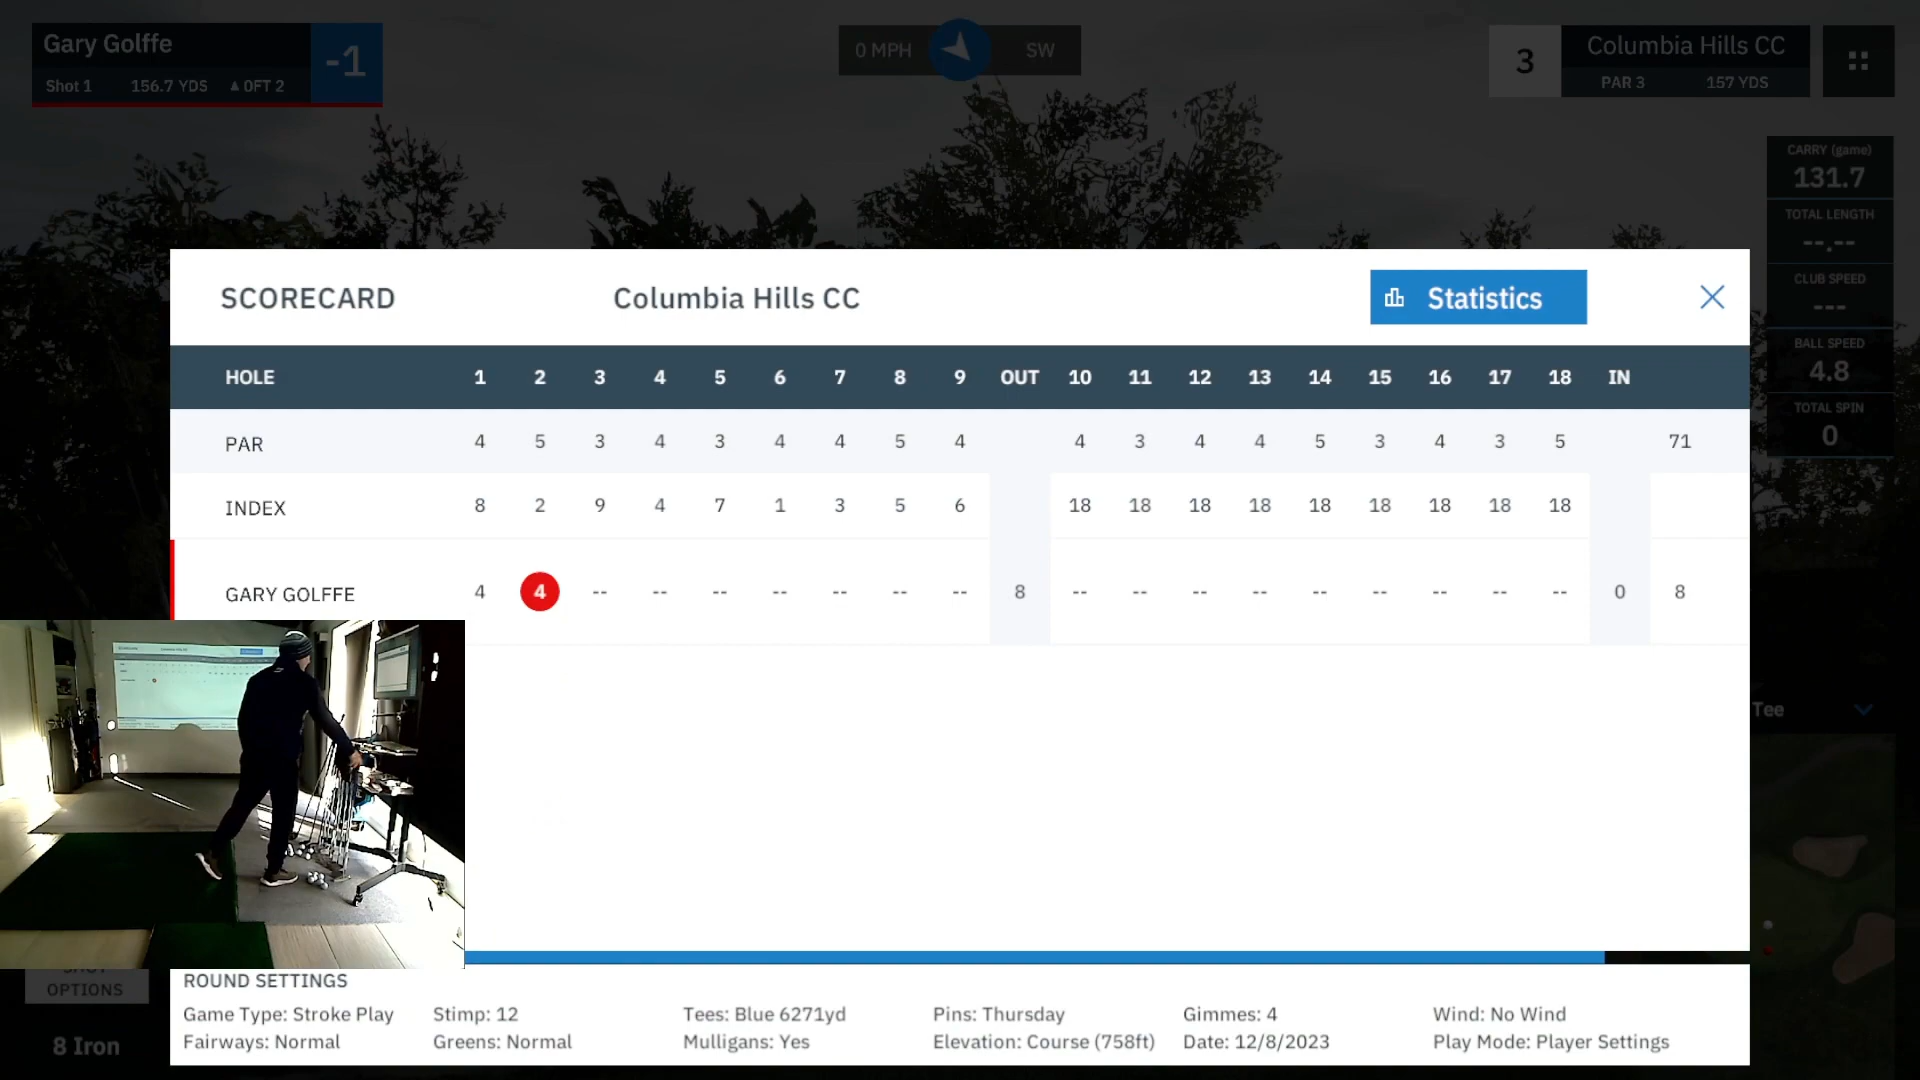 Gary Golffe
-1
Shot 1 156.7 YDS ▲ 0FT 2
0 MPH SW
3 Columbia Hills CC
PAR 3 157 YDS
CARRY (game)
131.7
TOTAL LENGTH
--.--
CLUB SPEED
---
BALL SPEED
4.8
TOTAL SPIN
0
SCORECARD Columbia Hills CC Statistics
HOLE 1 2 3 4 5 6 7 8 9 OUT 10 11 12 13 14 15 16 17 18 IN
PAR 4 5 3 4 3 4 4 5 4 4 3 4 4 5 3 4 3 5 71
INDEX 8 2 9 4 7 1 3 5 6 18 18 18 18 18 18 18 18 18
GARY GOLFFE 4 4 -- -- -- -- -- -- -- 8 -- -- -- -- -- -- -- -- -- 0 8
Tee
OPTIONS
8 Iron
ROUND SETTINGS
Game Type: Stroke Play Stimp: 12 Tees: Blue 6271yd Pins: Thursday Gimmes: 4 Wind: No Wind
Fairways: Normal Greens: Normal Mulligans: Yes Elevation: Course (758ft) Date: 12/8/2023 Play Mode: Player Settings